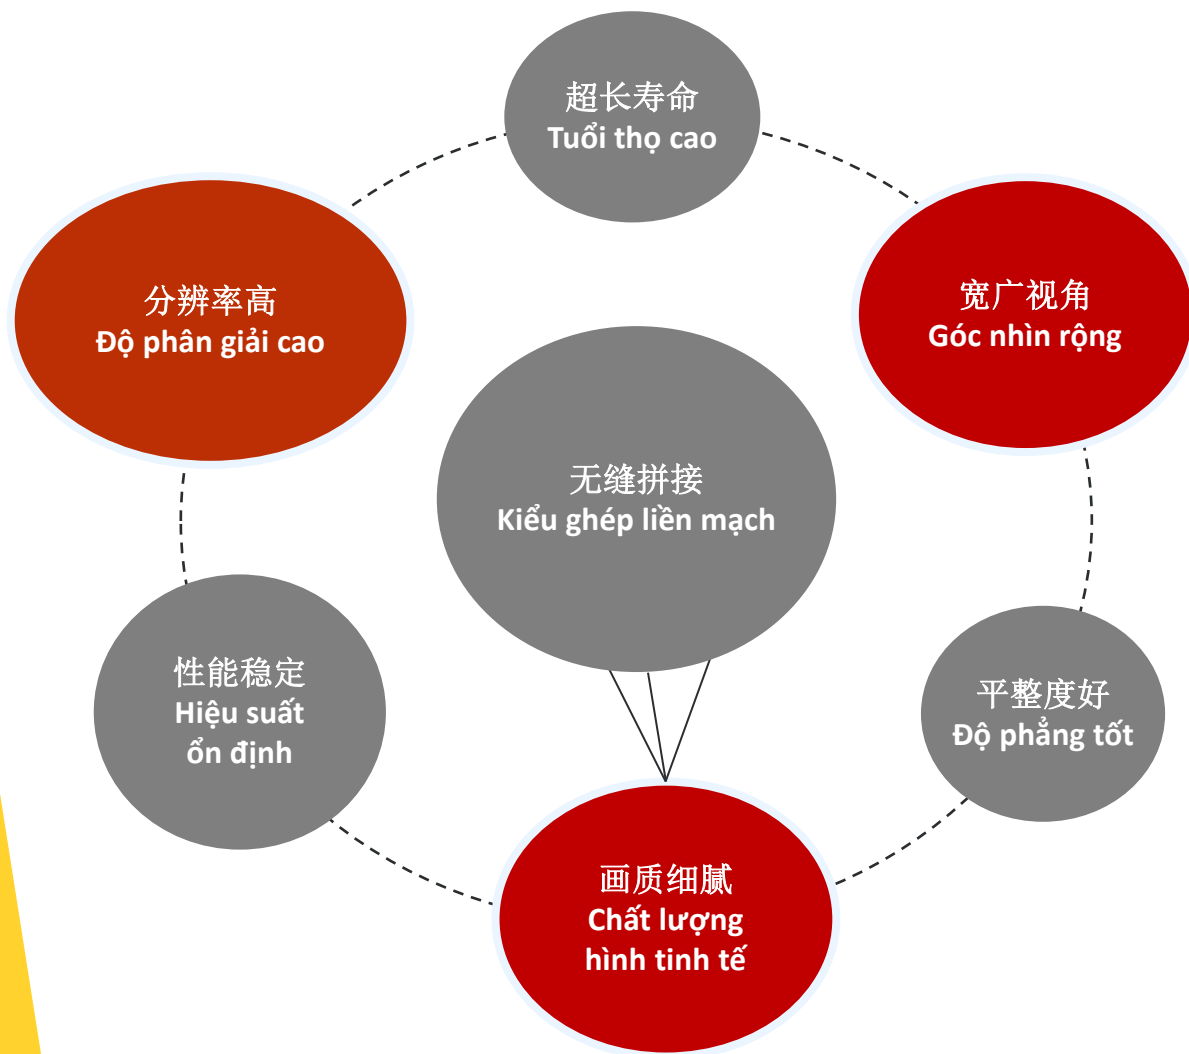 超长寿命
Tuổi thọ cao
分辨率高
Độ phân giải cao
宽广视角
Góc nhìn rộng
无缝拼接
Kiểu ghép liền mạch
性能稳定
Hiệu suất
ổn định
平整度好
Độ phẳng tốt
画质细腻
Chất lượng
hình tinh tế